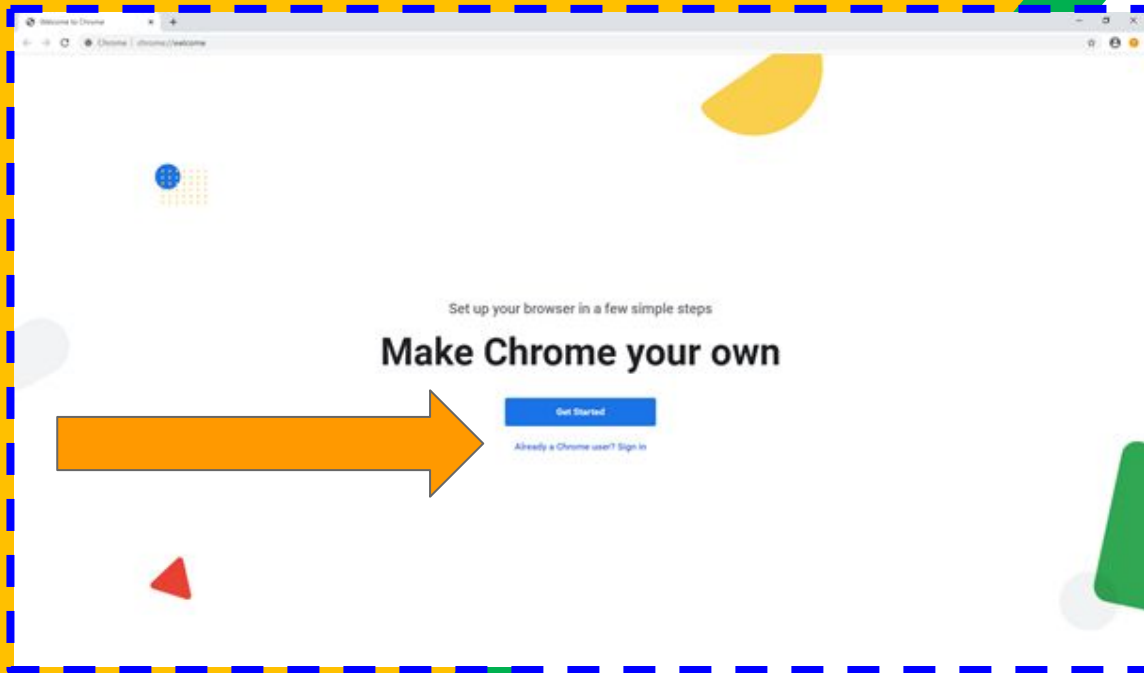 Welcome to Chrome
Chrome | chrome://welcome
Set up your browser in a few simple steps
Make Chrome your own
Get Started
Already a Chrome user? Sign in